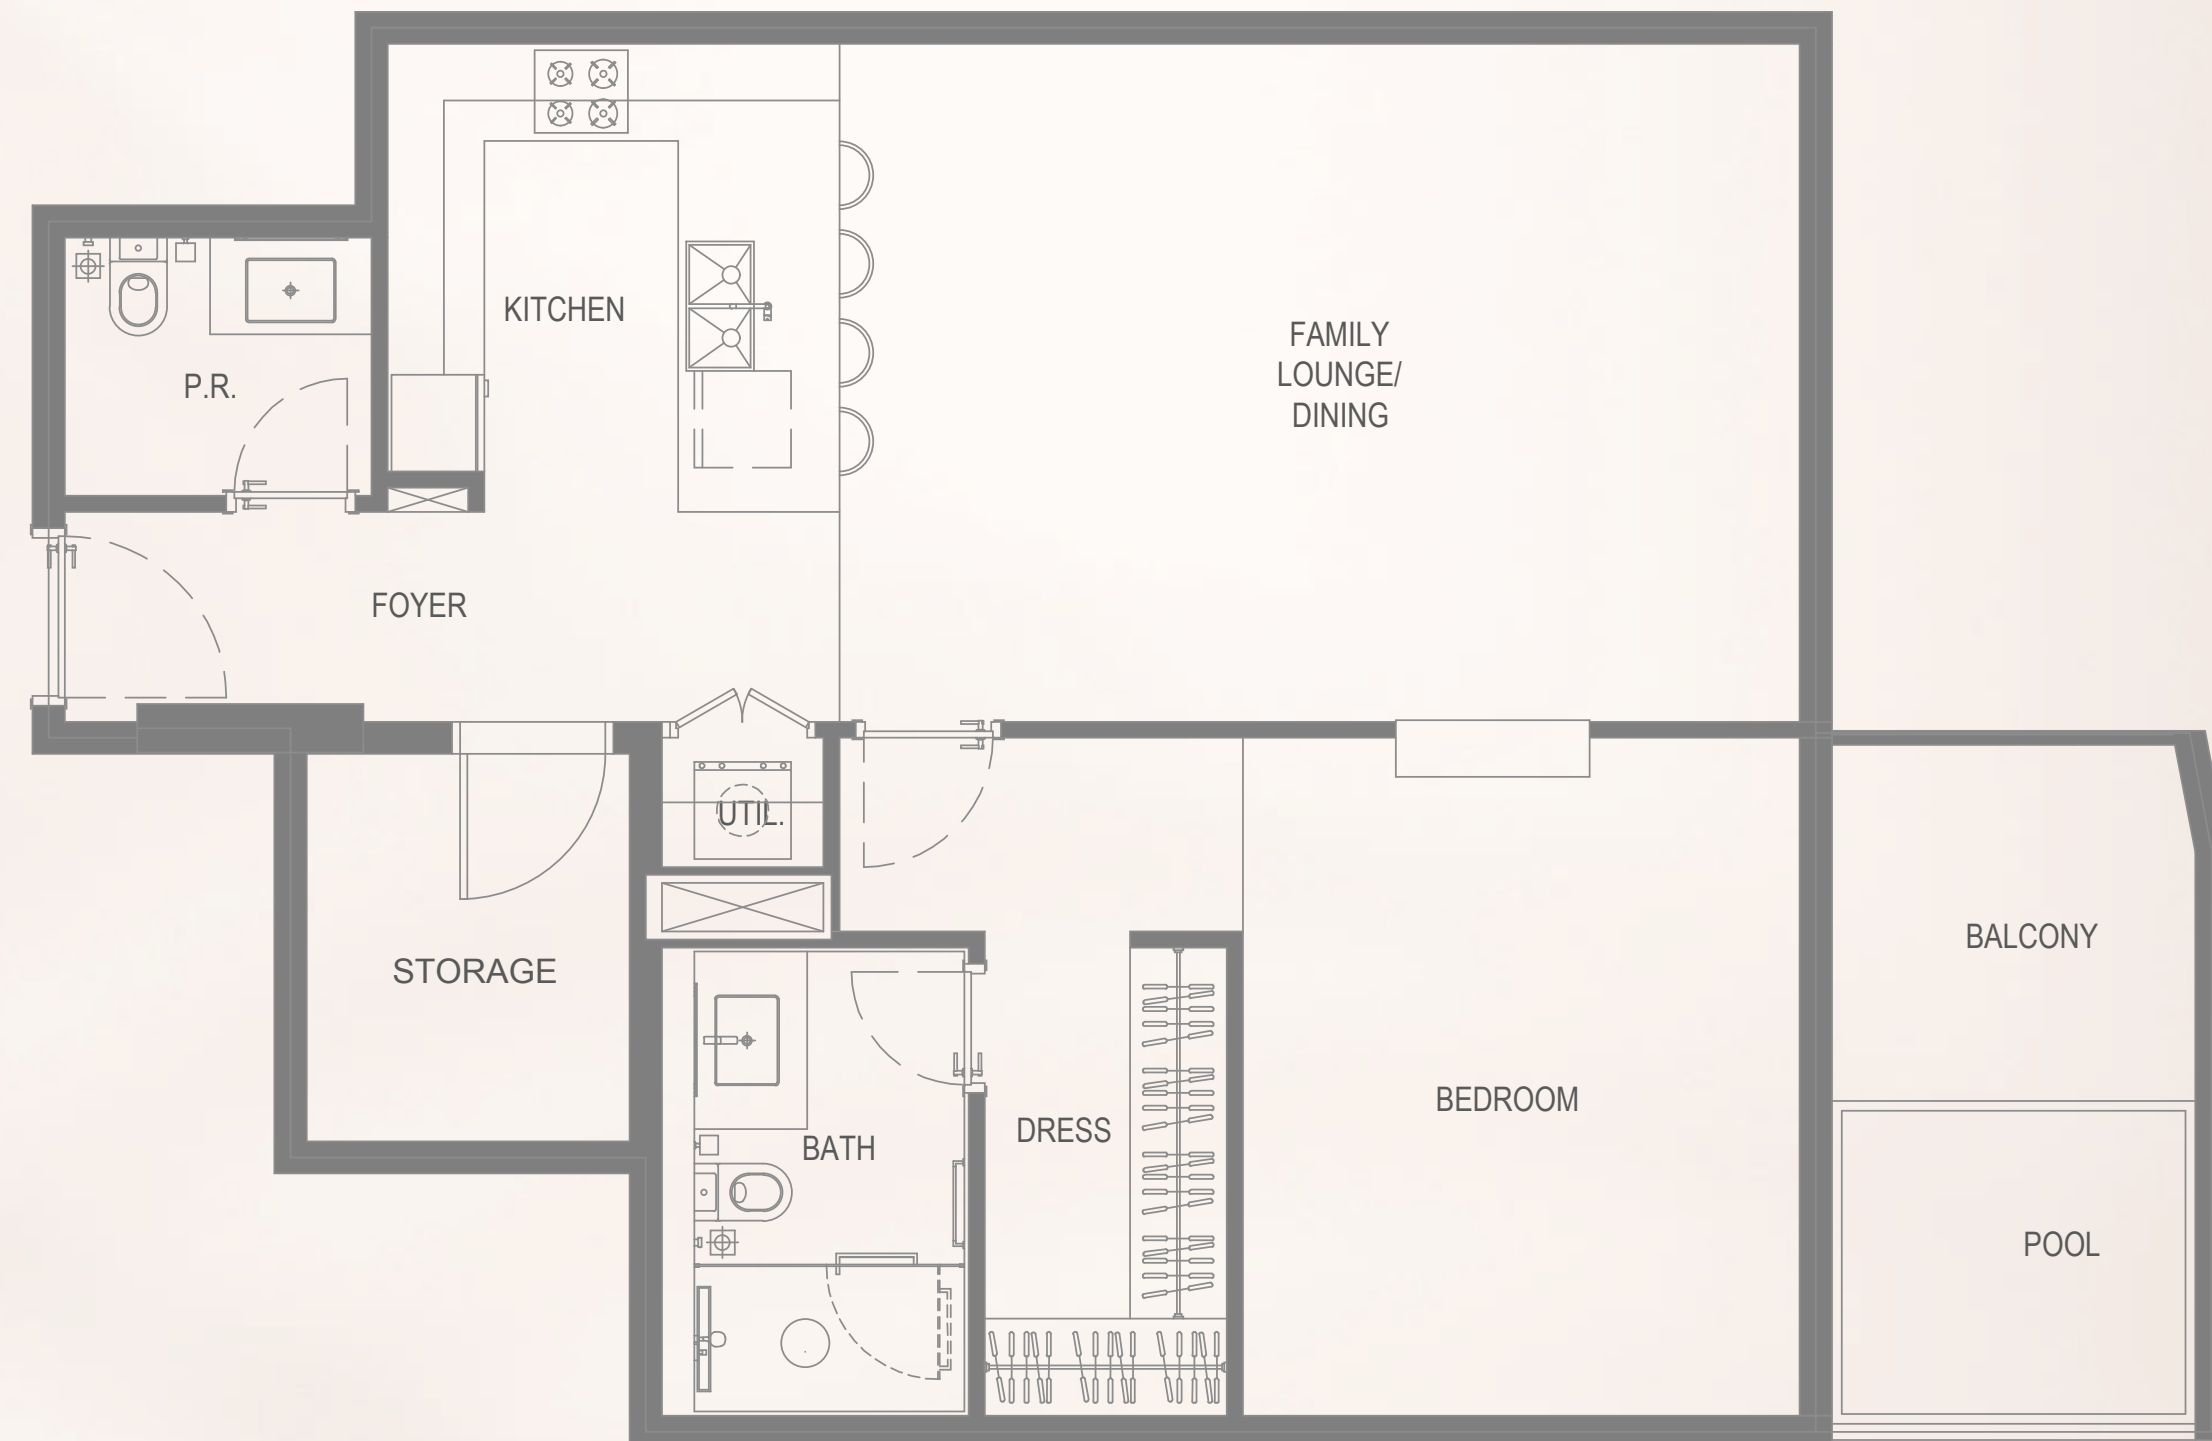 KITCHEN
FAMILY
LOUNGE/
DINING
P.R.
FOYER
UTIL.
STORAGE
BALCONY
BEDROOM
DRESS
BATH
POOL